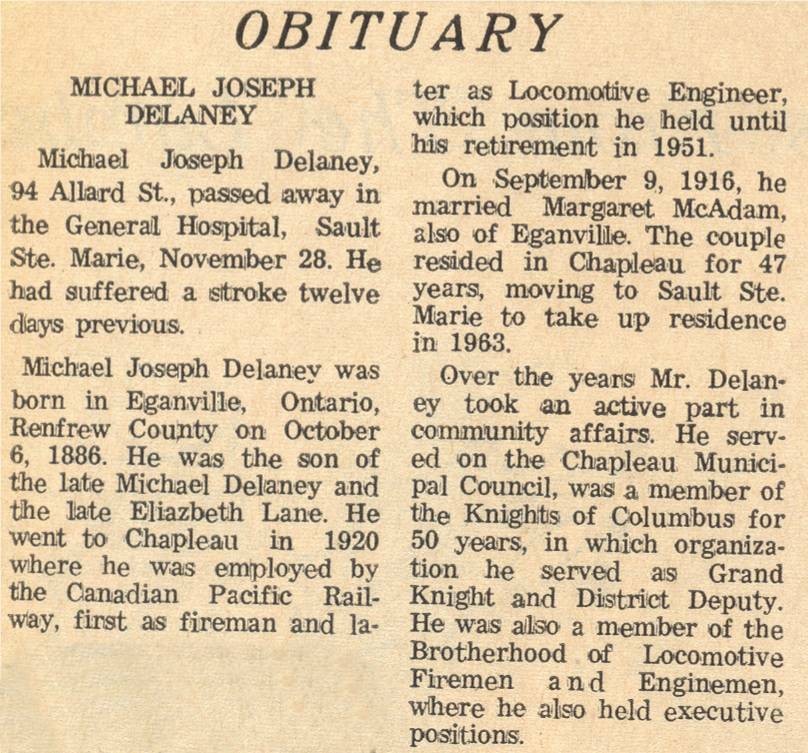 OBITUARY
MICHAEL JOSEPH
DELANEY
Michael Joseph Delaney,
94 Allard St., passed away in
the General Hospital, Sault
Ste. Marie, November 28. He
had suffered a stroke twelve
days previous.
Michael Joseph Delaney was
born in Eganville, Ontario,
Renfrew County on October
6, 1886. He was the son of
the late Michael Delaney and
the late Eliazbeth Lane. He
went to Chapleau in 1920
where he was employed by
the Canadian Pacific Rail-
way, first as fireman and la-
ter as Locomotive Engineer,
which position he held until
his retirement in 1951.
On September 9, 1916, he
married Margaret McAdam,
also of Eganville. The couple
resided in Chapleau for 47
years, moving to Sault Ste.
Marie to take up residence
in 1963.
Over the years Mr. Delan-
ey took an active part in
community affairs. He serv-
ed on the Chapleau Munici-
pal Council, was a member of
the Knights of Columbus for
50 years, in which organiza-
tion he served as Grand
Knight and District Deputy.
He was also a member of the
Brotherhood of Locomotive
Firemen and Enginemen,
where he also held executive
positions.